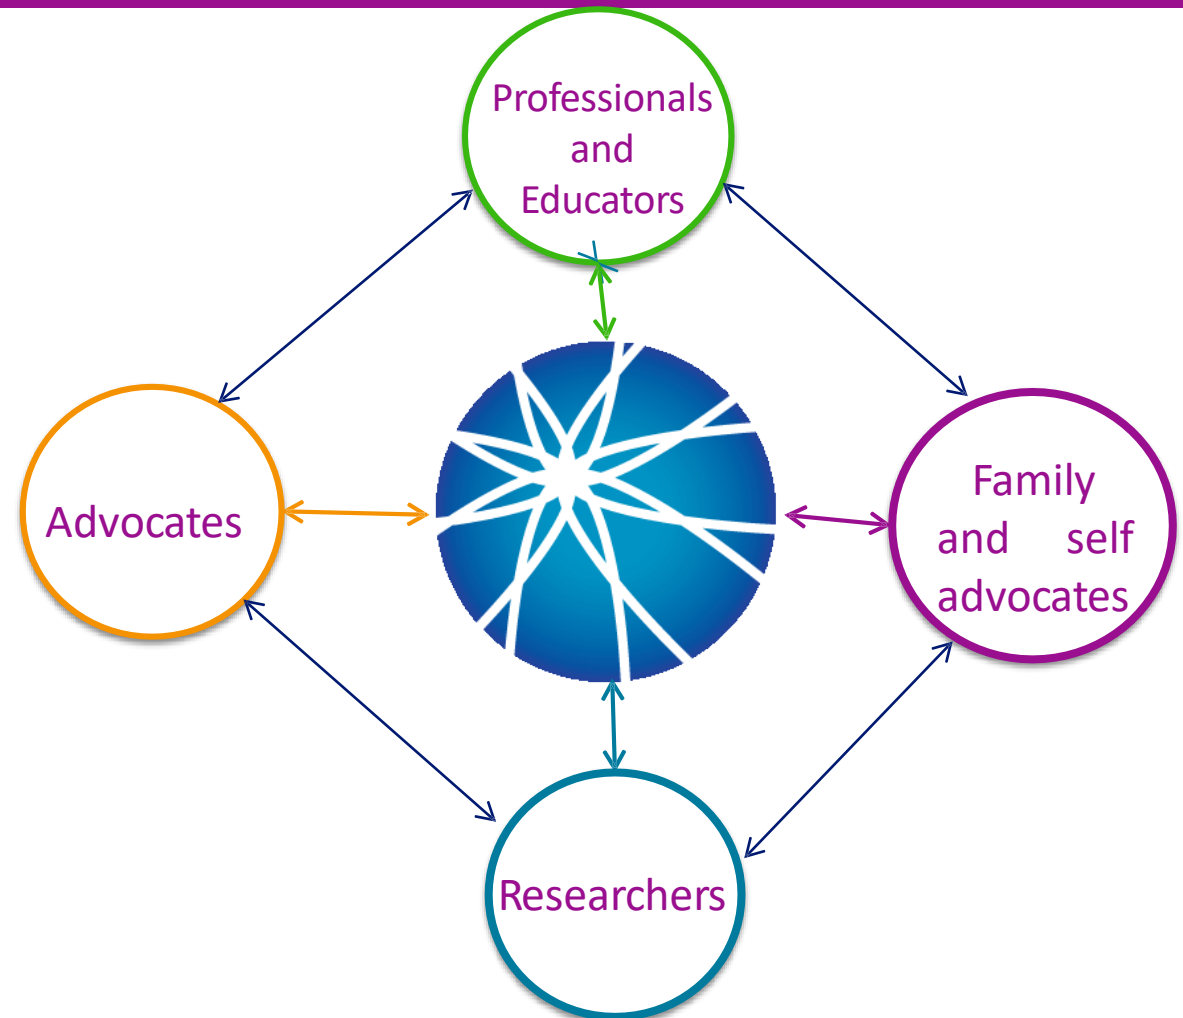 Professionals
and
Educators
Advocates
Family
and self
advocates
Researchers